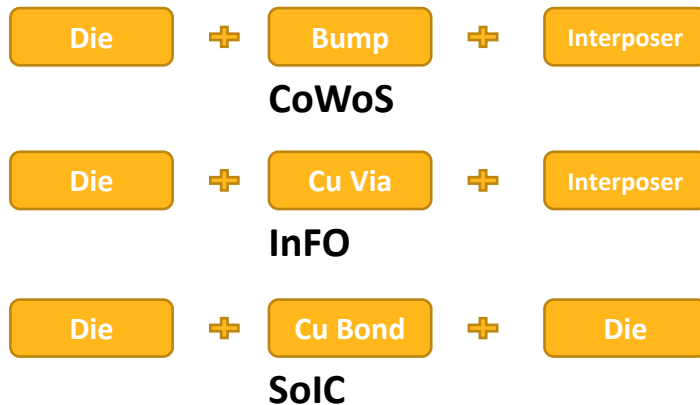 Die Bump Interposer
CoWoS
Die Cu Via Interposer
InFO
Die Cu Bond Die
SoIC